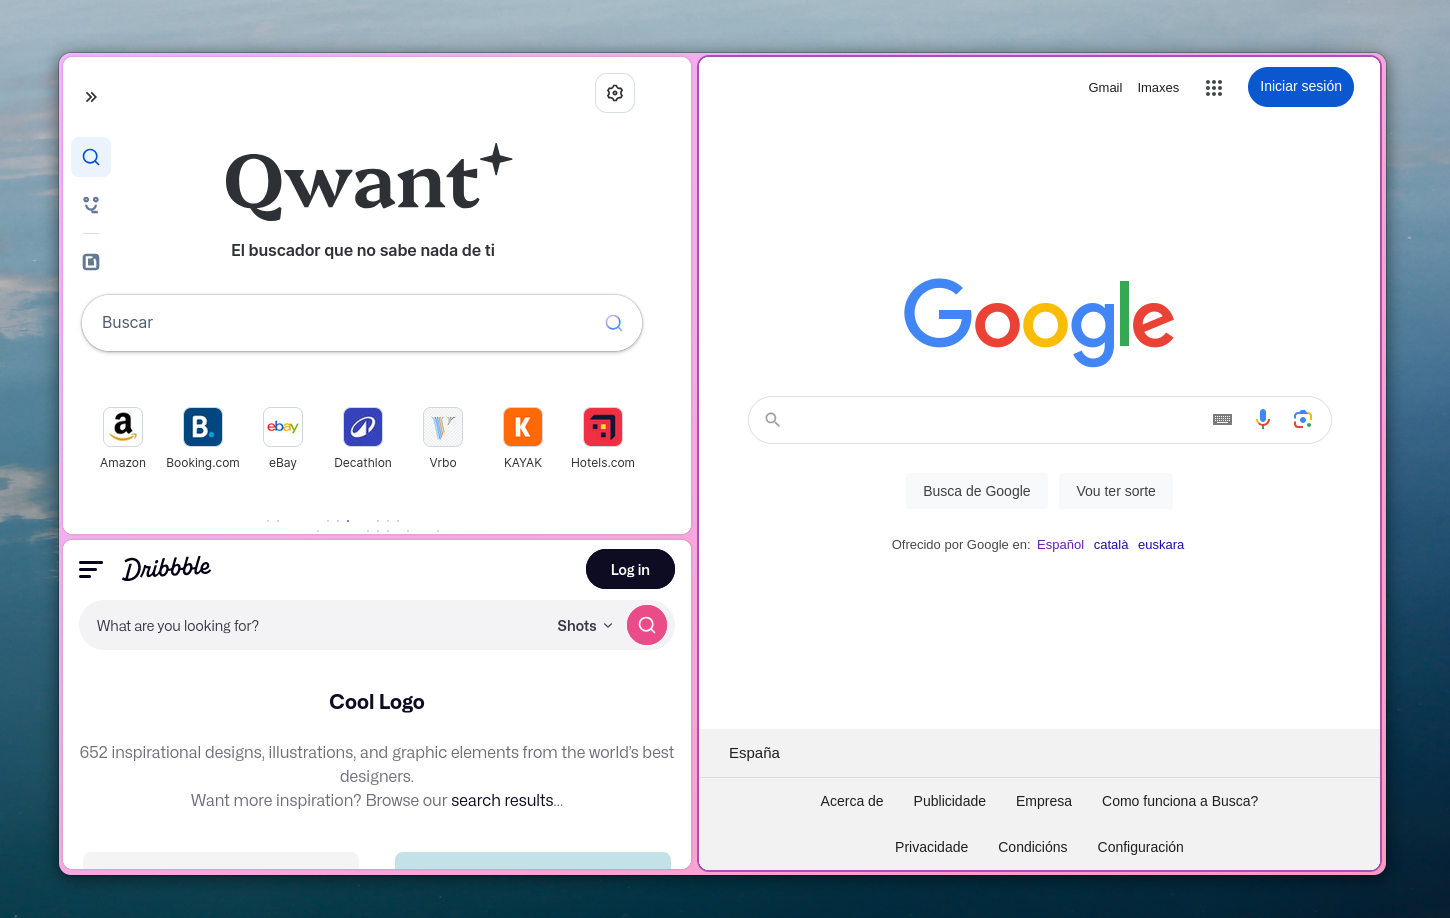 Qwant
El buscador que no sabe nada de ti
Buscar
Amazon Booking.com eBay Decathlon Vrbo KAYAK Hotels.com
Dribbble
Log in
What are you looking for? Shots
Cool Logo
652 inspirational designs, illustrations, and graphic elements from the world's best
designers.
Want more inspiration? Browse our search results...
Gmail Imaxes Iniciar sesión
Google
Busca de Google Vou ter sorte
Ofrecido por Google en: Español català euskara
España
Acerca de Publicidade Empresa Como funciona a Busca?
Privacidade Condicións Configuración